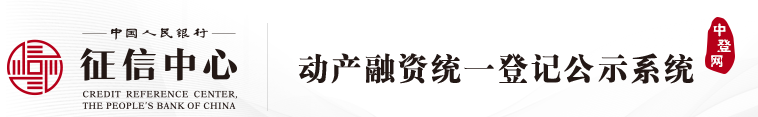 中国人民银行
征信中心
CREDIT REFERENCE CENTER,
THE PEOPLE'S BANK OF CHINA
动产融资统一登记公示系统
中登网